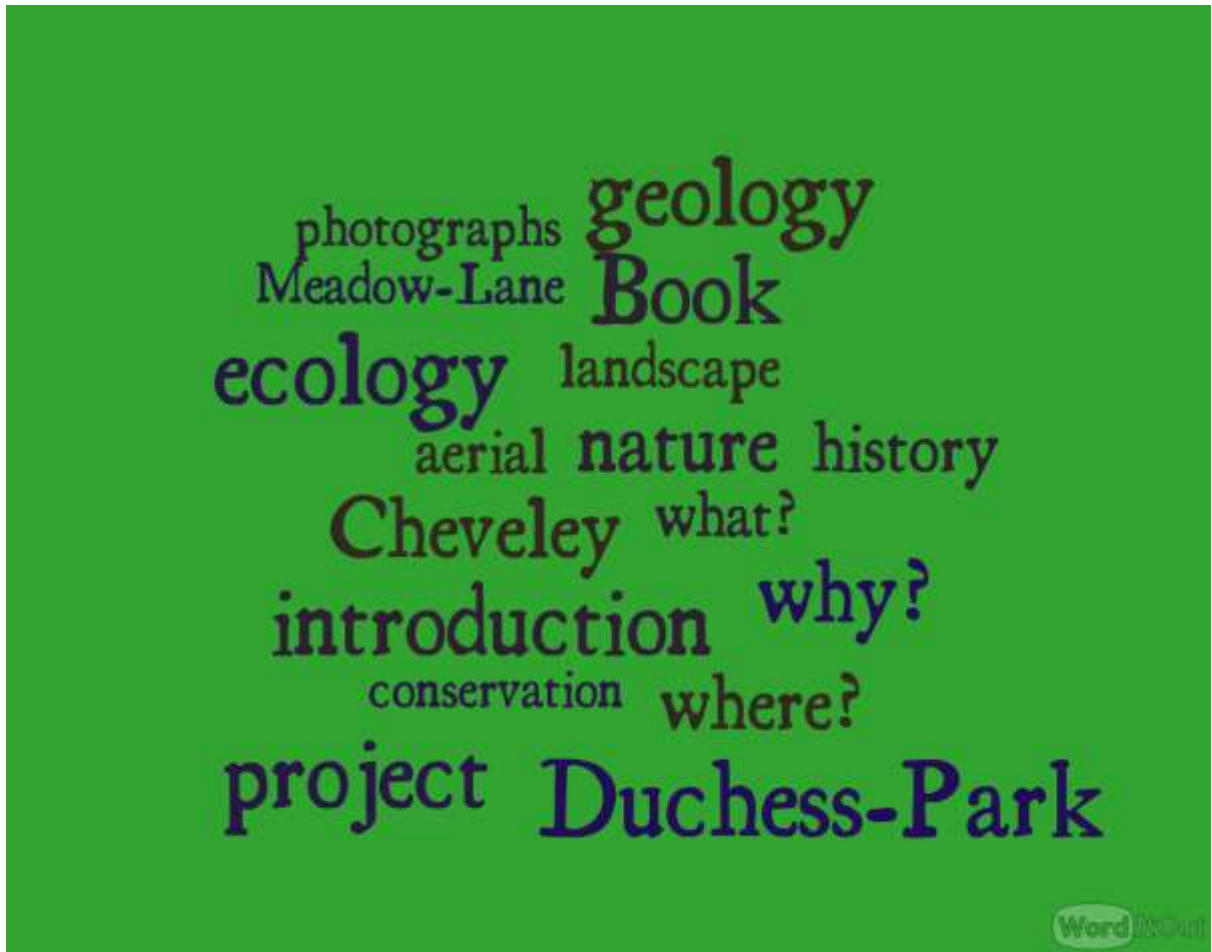 photographs geology
Meadow-Lane Book
ecology landscape
aerial nature history
Cheveley what?
introduction why?
conservation where?
project Duchess-Park
WordItOut